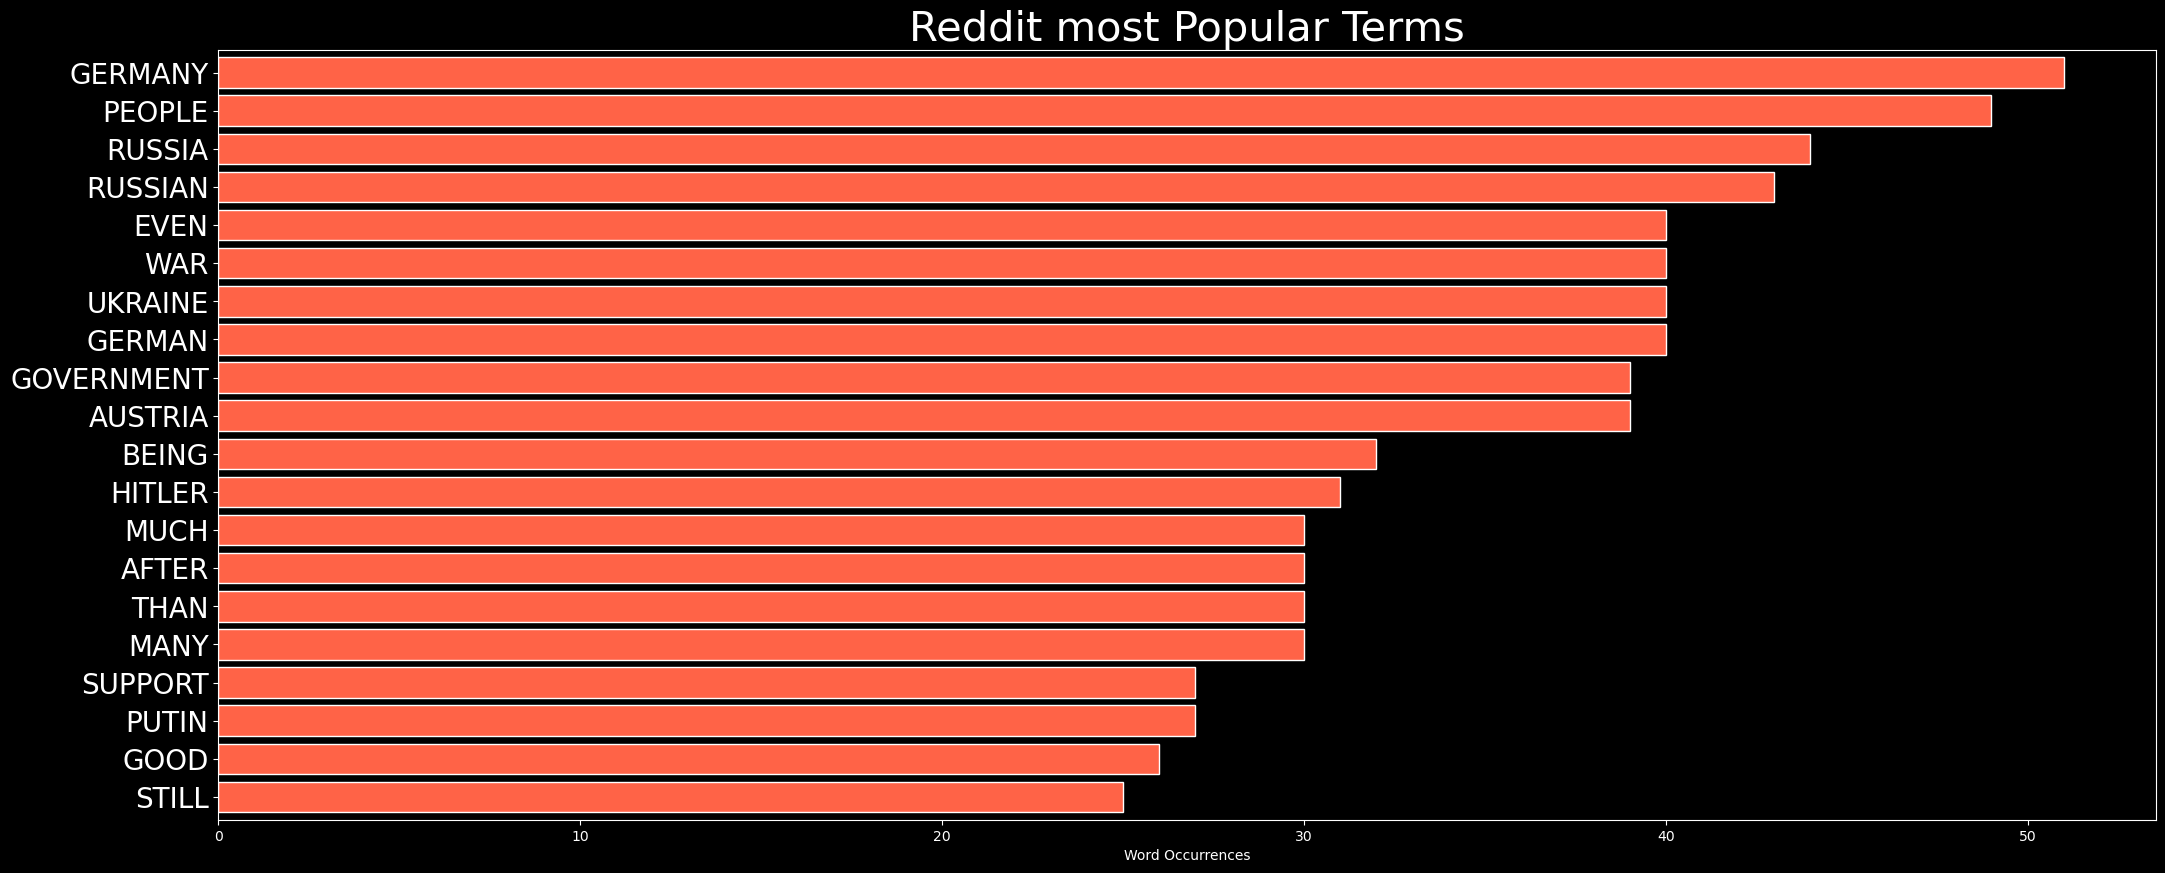 Reddit most Popular Terms
GERMANY
PEOPLE
RUSSIA
RUSSIAN
EVEN
WAR
UKRAINE
GERMAN
GOVERNMENT
AUSTRIA
BEING
HITLER
MUCH
AFTER
THAN
MANY
SUPPORT
PUTIN
GOOD
STILL
0 10 20 30 40 50
Word Occurrences